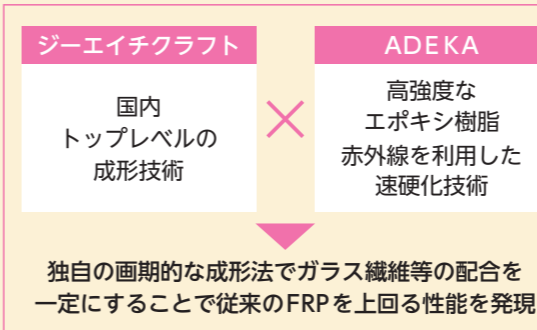 ジーエイチクラフト
国内
トップレベルの
成形技術
×
ADEKA
高強度な
エポキシ樹脂
赤外線を利用した
速硬化技術
独自の画期的な成形法でガラス繊維等の配合を
一定にすることで従来のFRPを上回る性能を発現